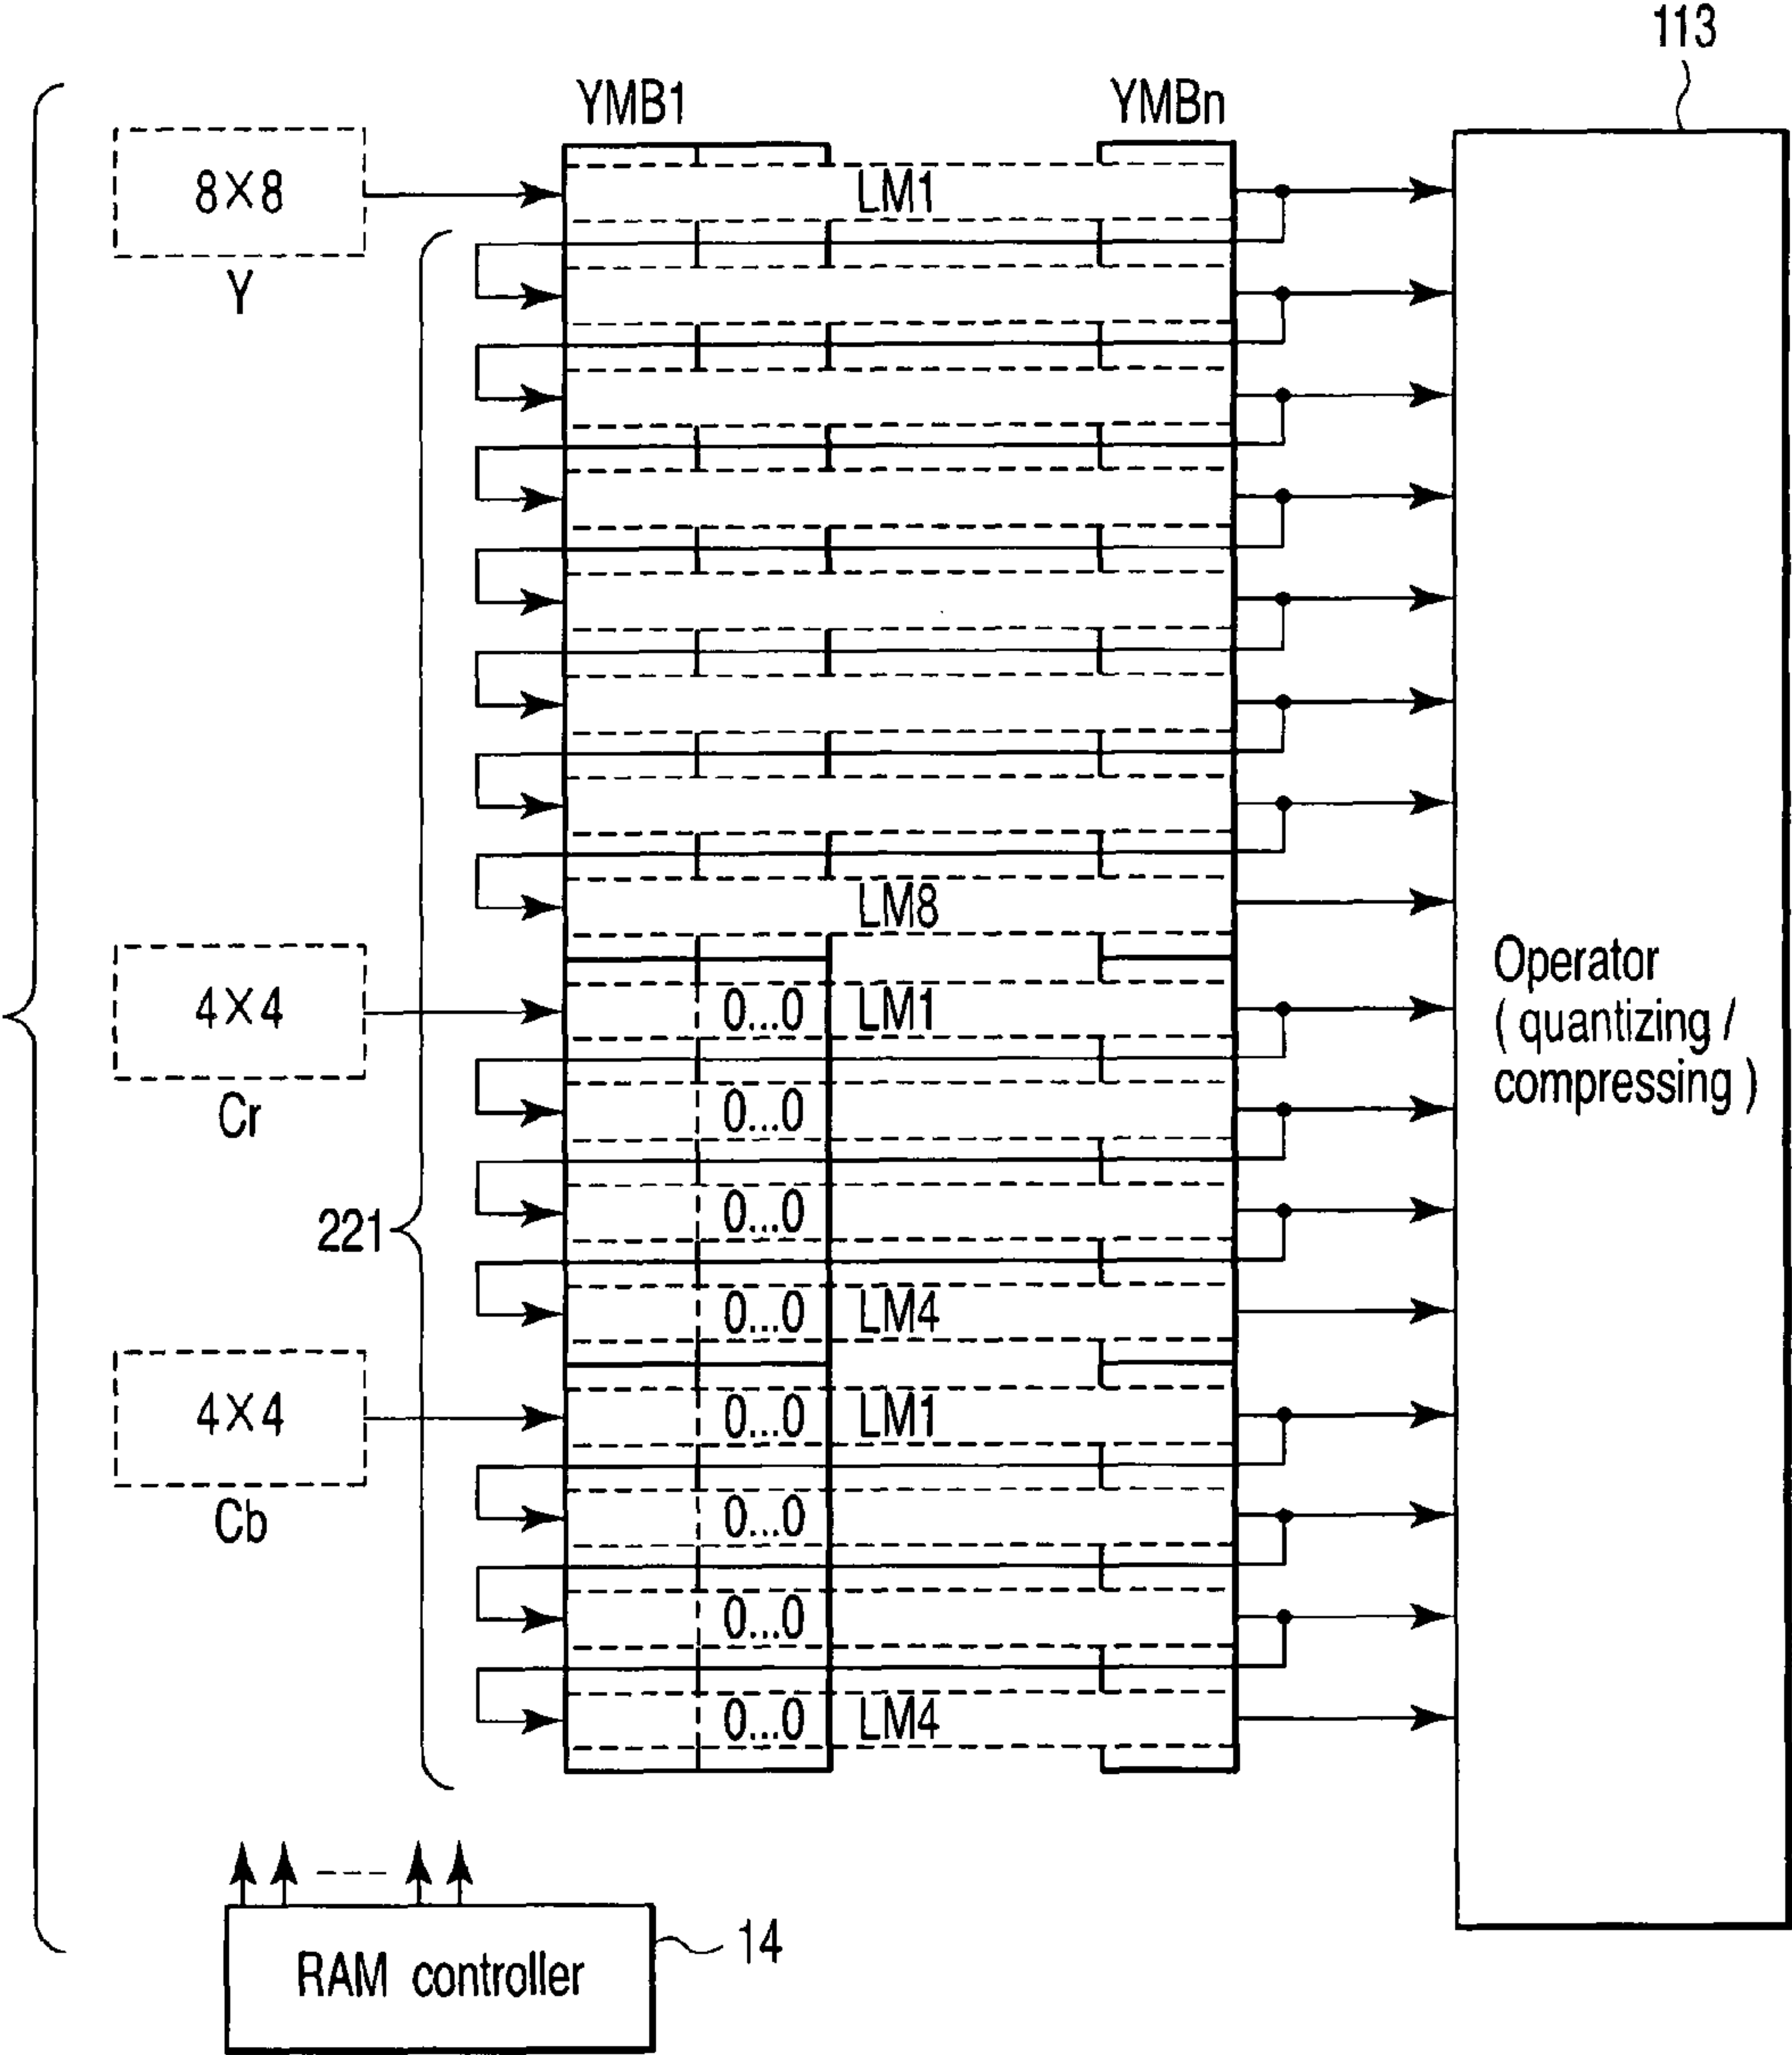 113
YMB1 YMBn
8×8
Y
LM1
LM8
4×4
Cr
0...0 LM1
0...0
0...0
0...0 LM4
Operator
( quantizing /
compressing )
221
4×4
Cb
0...0 LM1
0...0
0...0
0...0 LM4
RAM controller
14